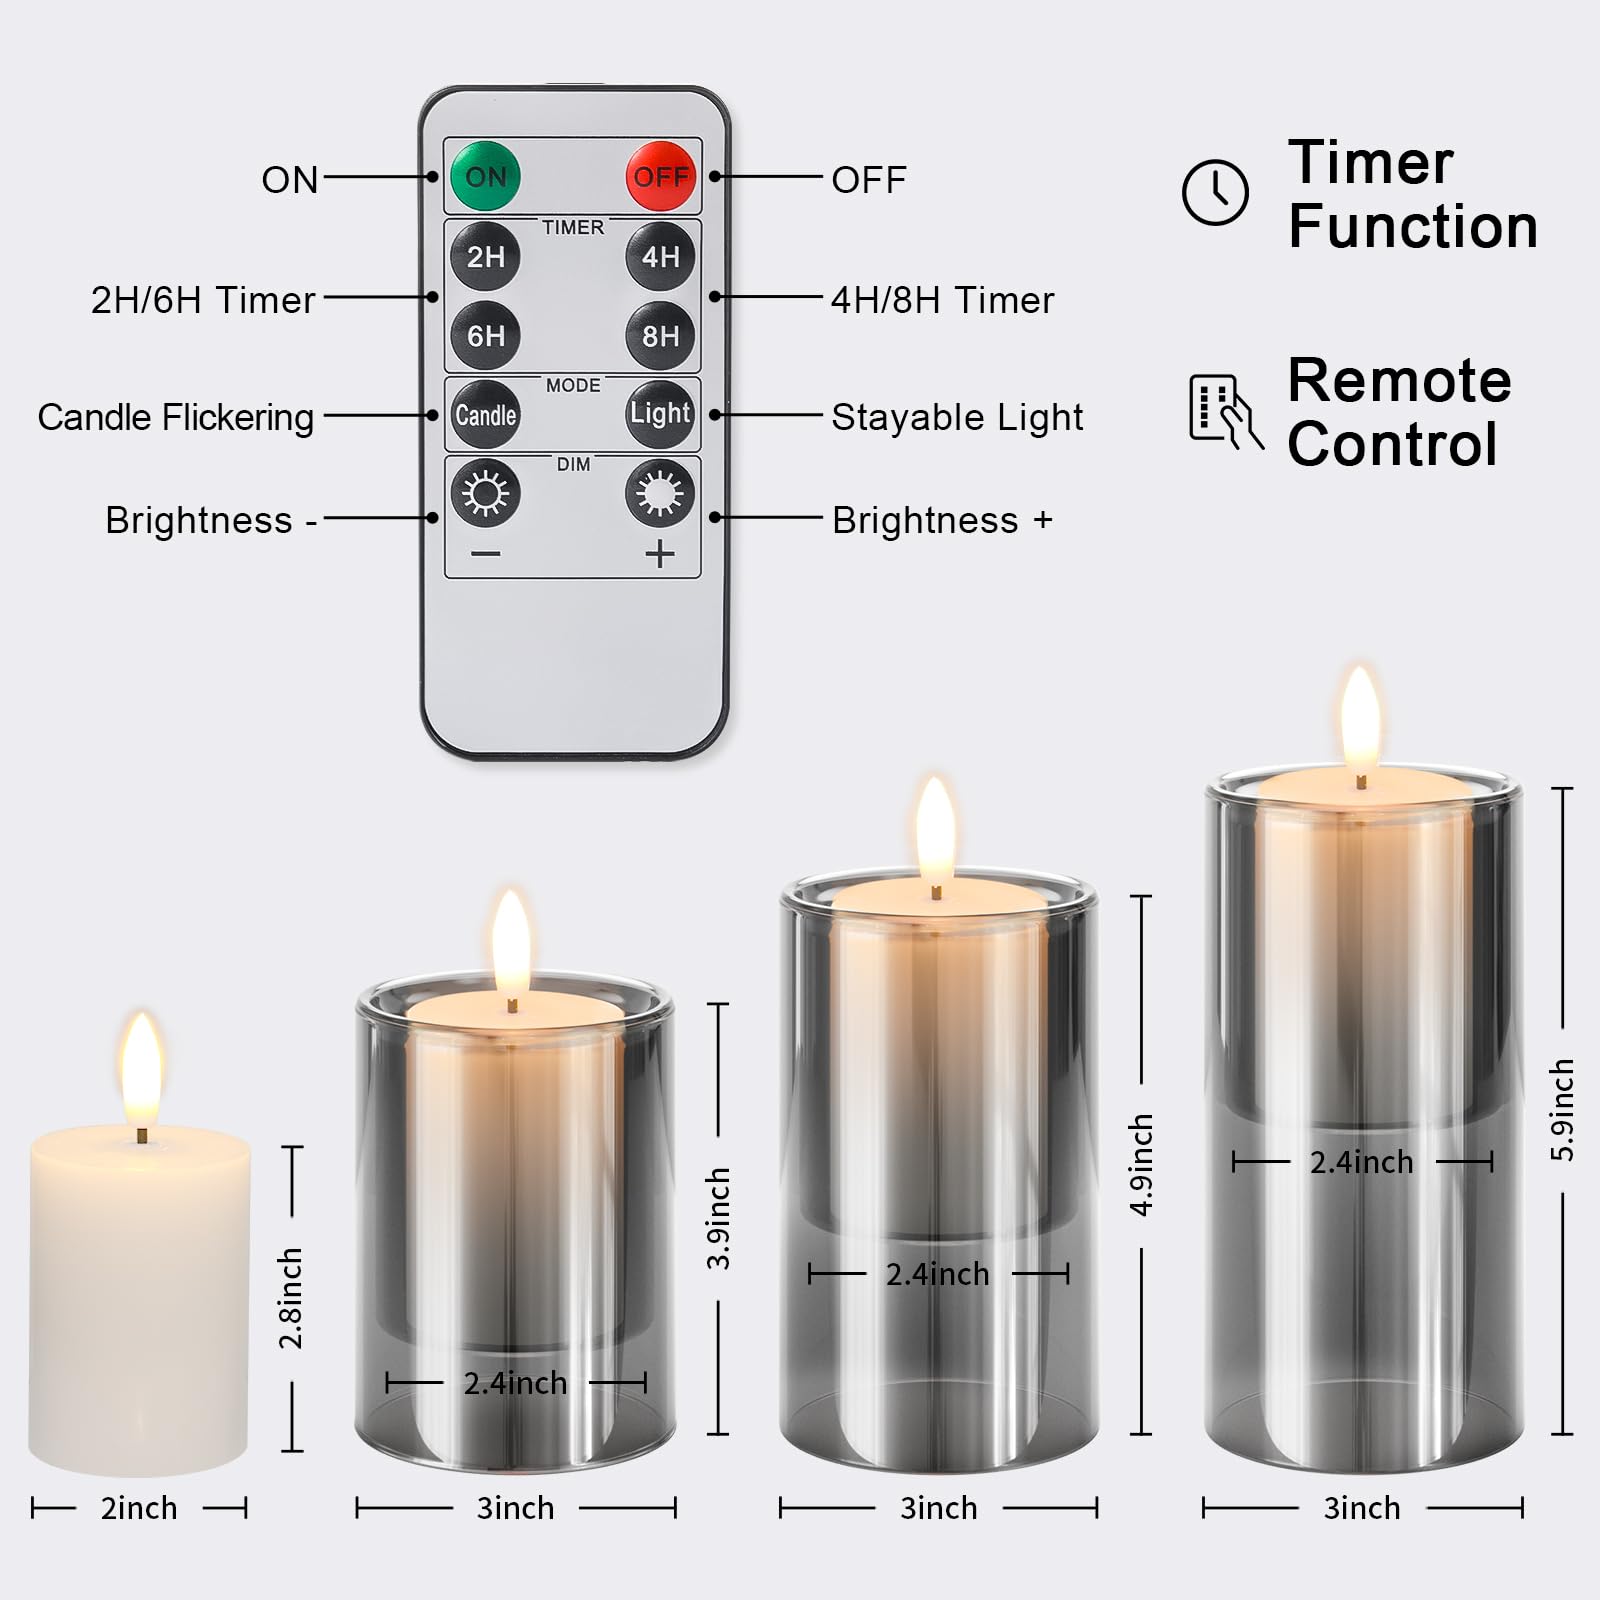 ON
OFF
2H/6H Timer
4H/8H Timer
Candle Flickering
Stayable Light
Brightness -
Brightness +
ON
OFF
TIMER
2H
4H
6H
8H
MODE
Candle
Light
DIM
−
+
Timer
Function
Remote
Control
2.8inch
2inch
3.9inch
2.4inch
3inch
4.9inch
2.4inch
3inch
5.9inch
2.4inch
3inch